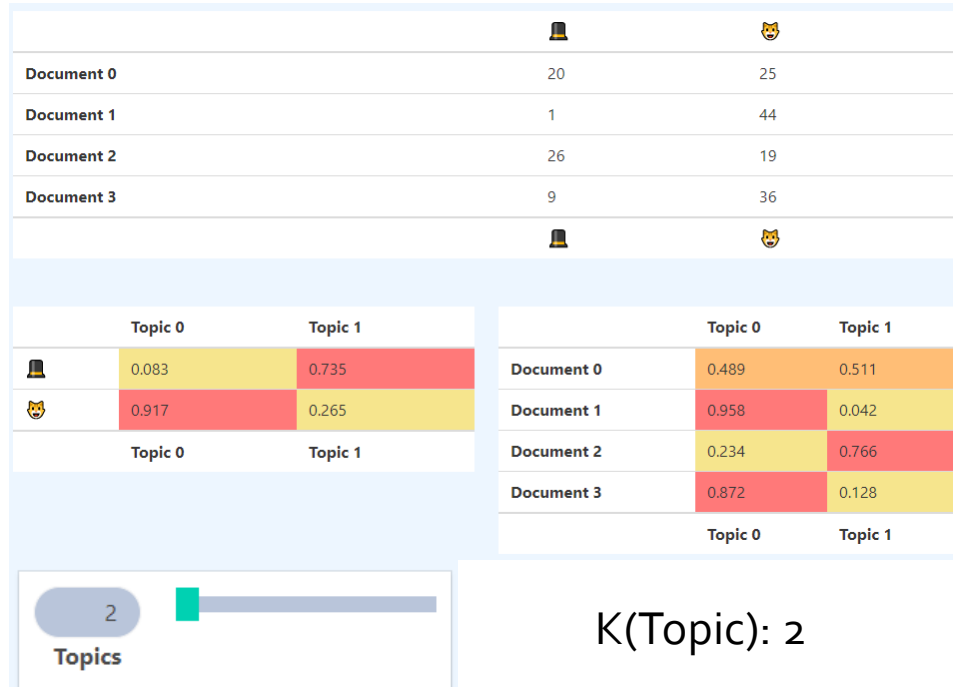 🎩 🐱
Document 0 20 25
Document 1 1 44
Document 2 26 19
Document 3 9 36
🎩 🐱
Topic 0 Topic 1
🎩 0.083 0.735
🐱 0.917 0.265
Topic 0 Topic 1
Topic 0 Topic 1
Document 0 0.489 0.511
Document 1 0.958 0.042
Document 2 0.234 0.766
Document 3 0.872 0.128
Topic 0 Topic 1
2
Topics
K(Topic): 2